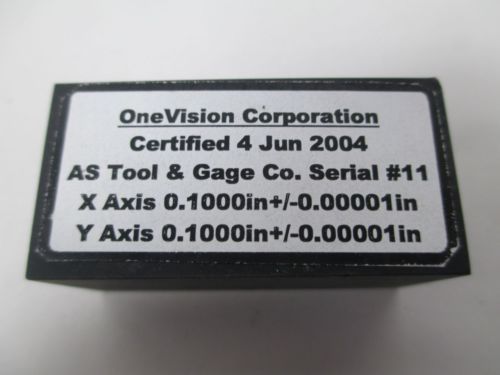 OneVision Corporation
Certified 4 Jun 2004
AS Tool & Gage Co. Serial #11
X Axis 0.1000in+/-0.00001in
Y Axis 0.1000in+/-0.00001in